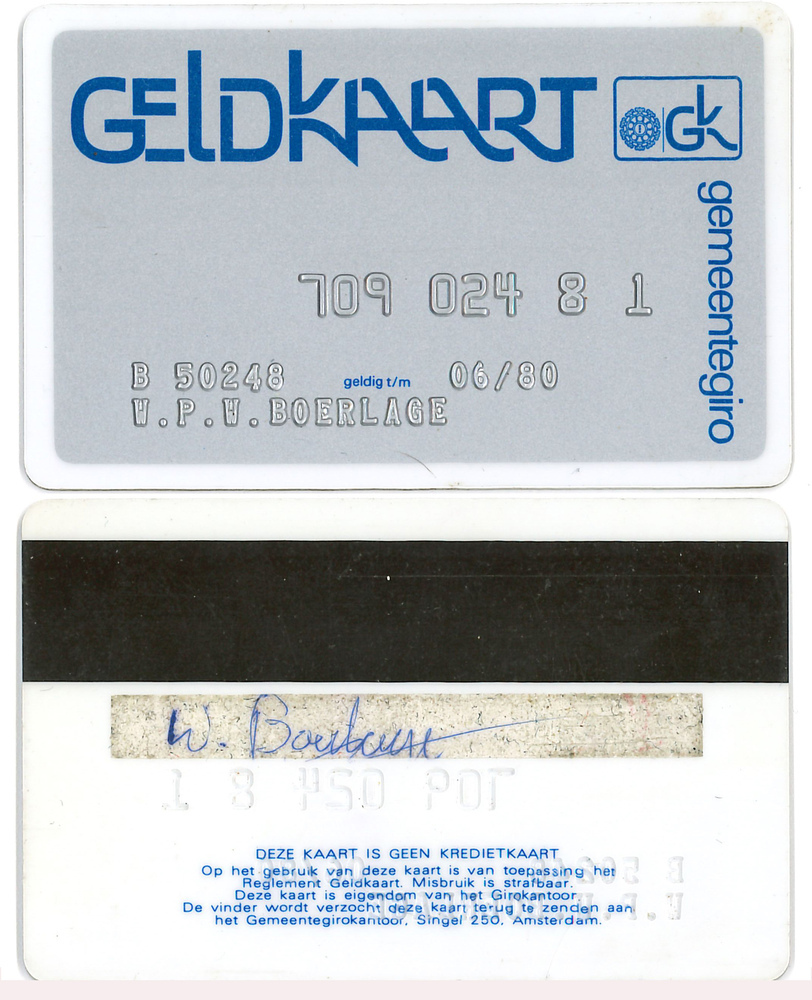 GELDKAART
GK
gemeentegiro
709 024 8 1
B 50248 geldig t/m 06/80
W.P.W.BOERLAGE
W. Boerlage
DEZE KAART IS GEEN KREDIETKAART
Op het gebruik van deze kaart is van toepassing het
Reglement Geldkaart. Misbruik is strafbaar.
Deze kaart is eigendom van het Girokantoor.
De vinder wordt verzocht deze kaart terug te zenden aan
het Gemeentegirokantoor, Singel 250, Amsterdam.